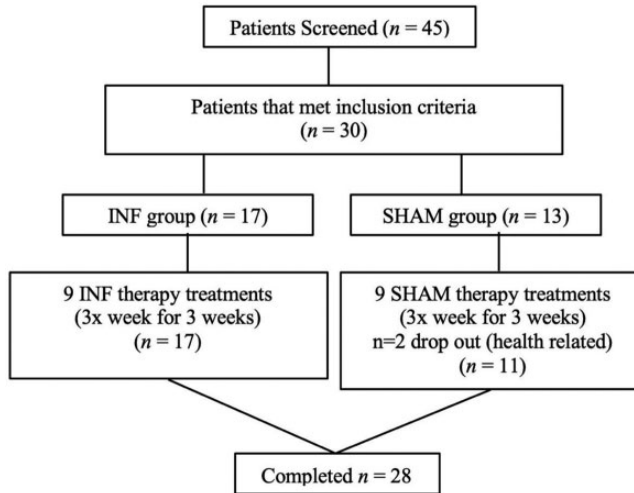 Patients Screened (n = 45)
Patients that met inclusion criteria
(n = 30)
INF group (n = 17)
SHAM group (n = 13)
9 INF therapy treatments
(3x week for 3 weeks)
(n = 17)
9 SHAM therapy treatments
(3x week for 3 weeks)
n=2 drop out (health related)
(n = 11)
Completed n = 28